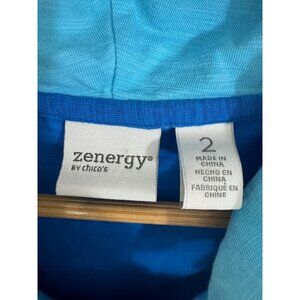 zenergy®
BY chico's
2
MADE IN
CHINA
HECHO EN
CHINA
FABRIQUÉ EN
CHINE